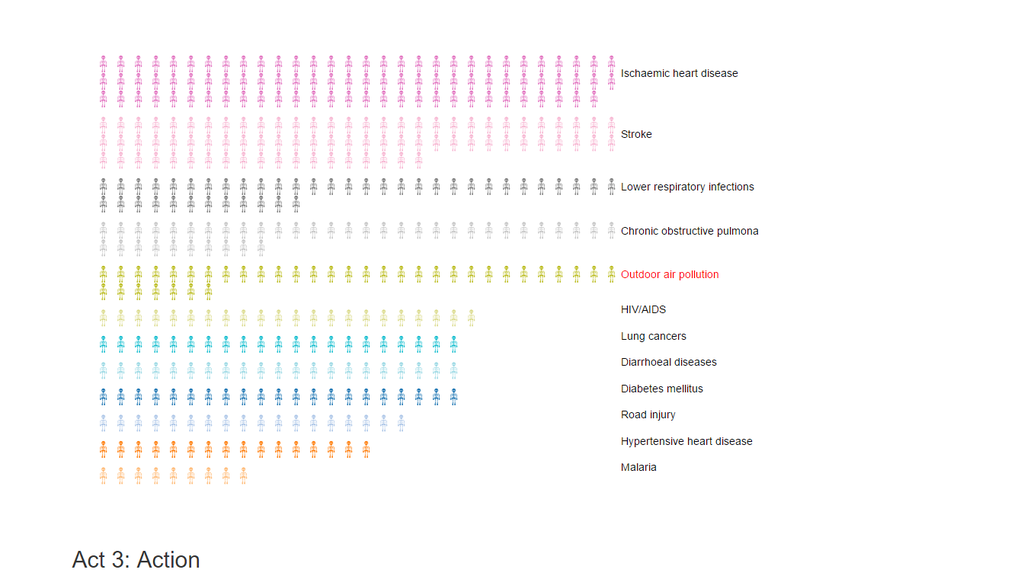 Ischaemic heart disease
Stroke
Lower respiratory infections
Chronic obstructive pulmona
Outdoor air pollution
HIV/AIDS
Lung cancers
Diarrhoeal diseases
Diabetes mellitus
Road injury
Hypertensive heart disease
Malaria
Act 3: Action